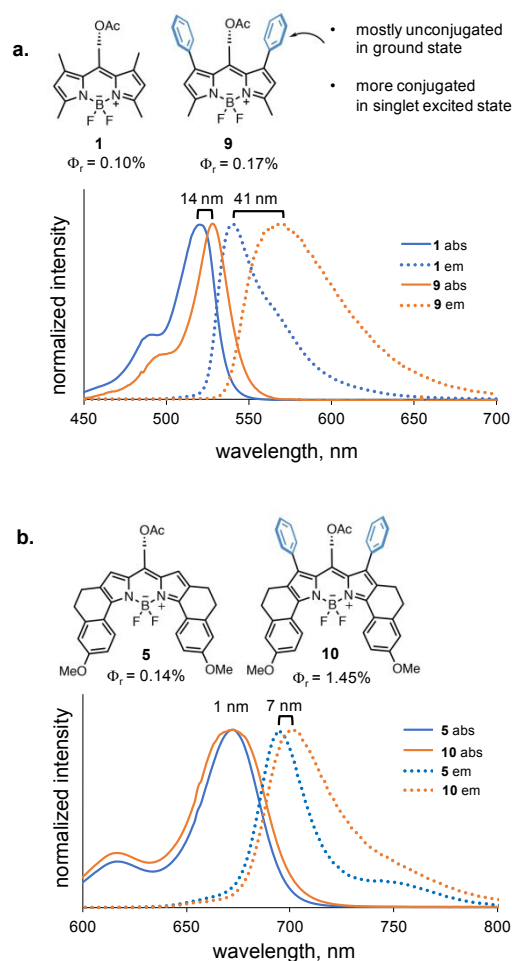 a.
OAc
OAc
N
N
B
F
F
N
N
B
F
F
+
−
+
−
1
9
Φr = 0.10%
Φr = 0.17%
• mostly unconjugated
in ground state
• more conjugated
in singlet excited state
14 nm
41 nm
1 abs
1 em
9 abs
9 em
normalized intensity
450
500
550
600
650
700
wavelength, nm
b.
OAc
OAc
N
N
B
F
F
+
−
MeO
OMe
N
N
B
F
F
+
−
MeO
OMe
5
10
Φr = 0.14%
Φr = 1.45%
1 nm
7 nm
5 abs
10 abs
5 em
10 em
normalized intensity
600
650
700
750
800
wavelength, nm